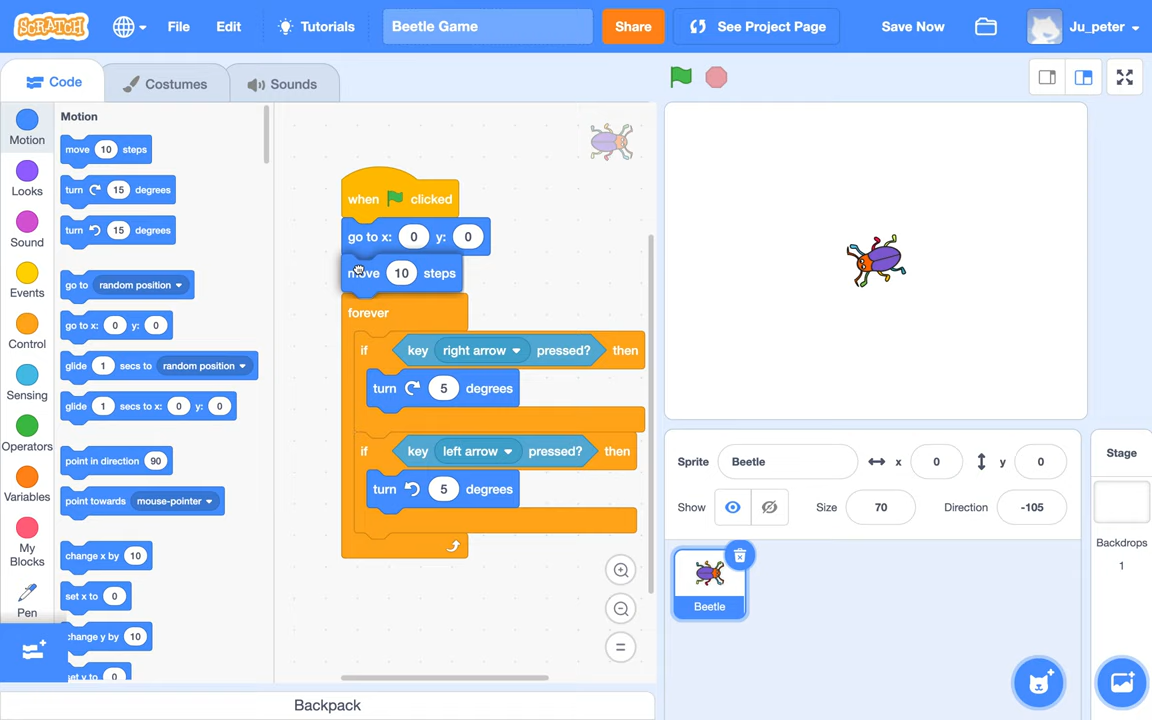 SCRATCH
File
Edit
Tutorials
Beetle Game
Share
See Project Page
Save Now
Ju_peter
Code
Costumes
Sounds
Motion
Looks
Sound
Events
Control
Sensing
Operators
Variables
My
Blocks
Pen
Motion
move 10 steps
turn 15 degrees
turn 15 degrees
go to random position
go to x: 0 y: 0
glide 1 secs to random position
glide 1 secs to x: 0 y: 0
point in direction 90
point towards mouse-pointer
change x by 10
set x to 0
change y by 10
set y to 0
when clicked
go to x: 0 y: 0
move 10 steps
forever
if key right arrow pressed? then
turn 5 degrees
if key left arrow pressed? then
turn 5 degrees
Backpack
Sprite Beetle x 0 y 0
Show Size 70 Direction -105
Beetle
Stage
Backdrops
1